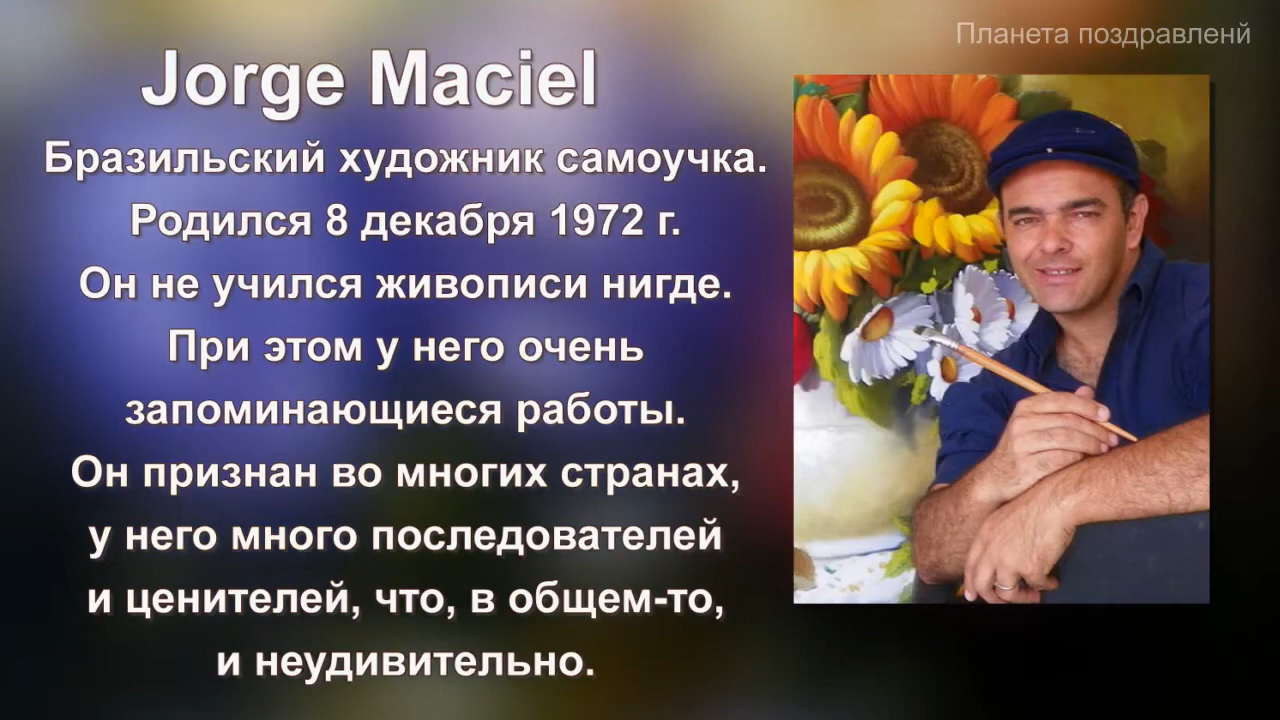 Планета поздравленй
Jorge Maciel
Бразильский художник самоучка.
Родился 8 декабря 1972 г.
Он не учился живописи нигде.
При этом у него очень
запоминающиеся работы.
Он признан во многих странах,
у него много последователей
и ценителей, что, в общем-то,
и неудивительно.